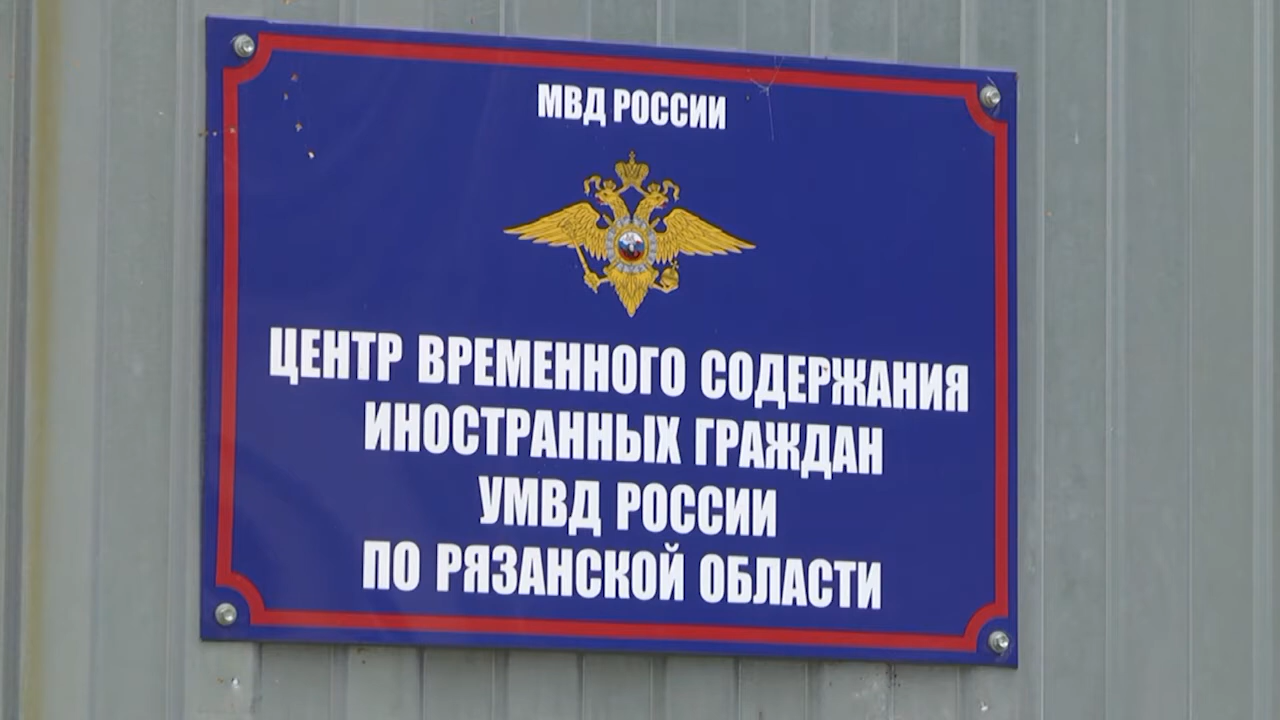 МВД РОССИИ
ЦЕНТР ВРЕМЕННОГО СОДЕРЖАНИЯ
ИНОСТРАННЫХ ГРАЖДАН
УМВД РОССИИ
ПО РЯЗАНСКОЙ ОБЛАСТИ